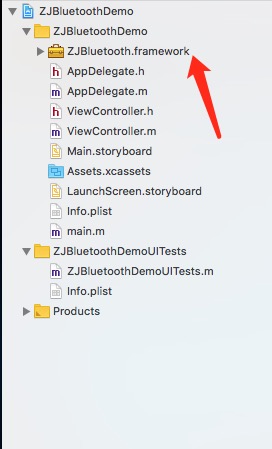 ZJBluetoothDemo
ZJBluetoothDemo
ZJBluetooth.framework
h AppDelegate.h
m AppDelegate.m
h ViewController.h
m ViewController.m
Main.storyboard
Assets.xcassets
LaunchScreen.storyboard
Info.plist
m main.m
ZJBluetoothDemoUITests
m ZJBluetoothDemoUITests.m
Info.plist
Products